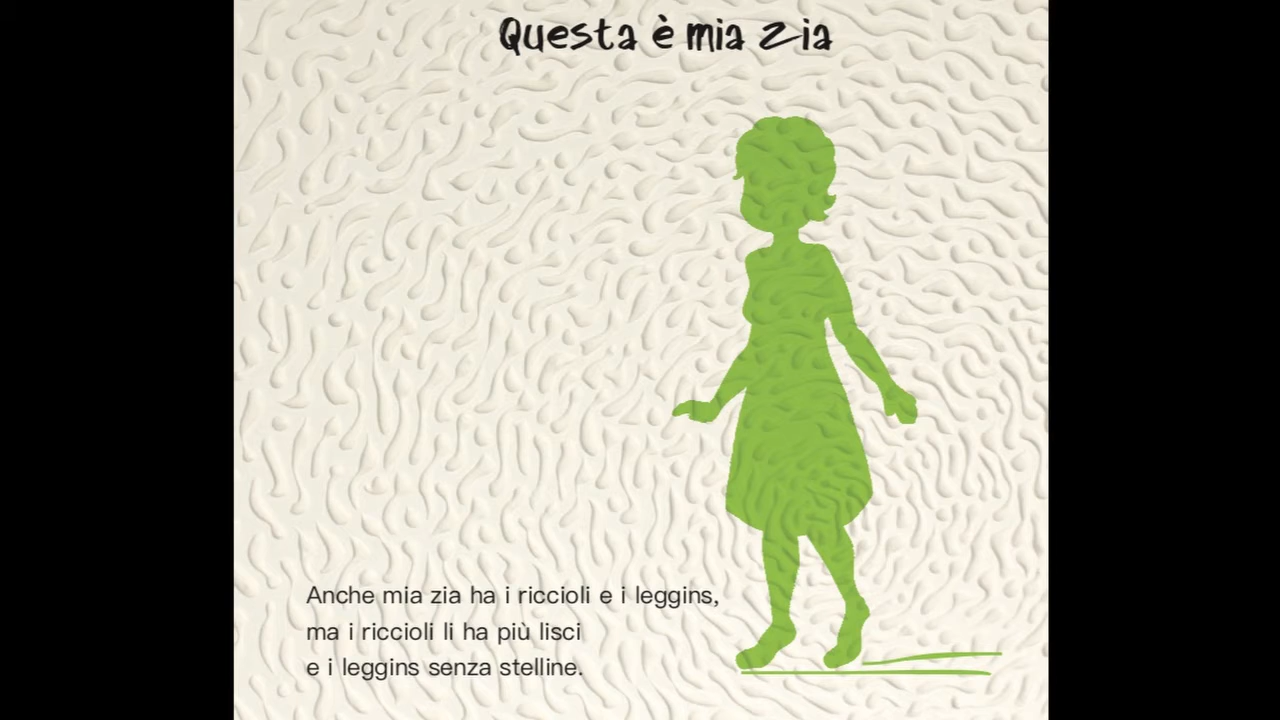 Questa è mia zia
Anche mia zia ha i riccioli e i leggins,
ma i riccioli li ha più lisci
e i leggins senza stelline.